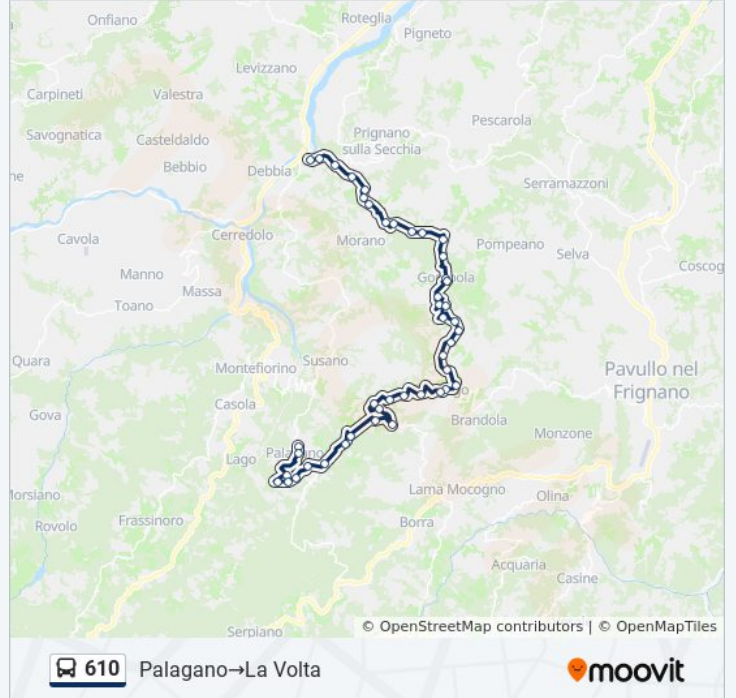 Onfiano
Roteglia
Pigneto
Levizzano
Carpineti
Valestra
Pescarola
Savognatica
Casteldaldo
Prignano
sulla Secchia
Bebbio
Debbia
Serramazzoni
Cavola
Cerredolo
Morano
Pompeano
Selva
Coscog
Manno
Gombola
Massa
Toano
Quara
Susano
Montefiorino
Pavullo nel
Frignano
Casola
Gova
Brandola
Monzone
Lago
Palagano
Lama Mocogno
Olina
Rovolo
Frassinoro
Borra
Acquaria
Casine
Serpiano
© OpenStreetMap contributors | © OpenMapTiles
610 Palagano→La Volta
moovit